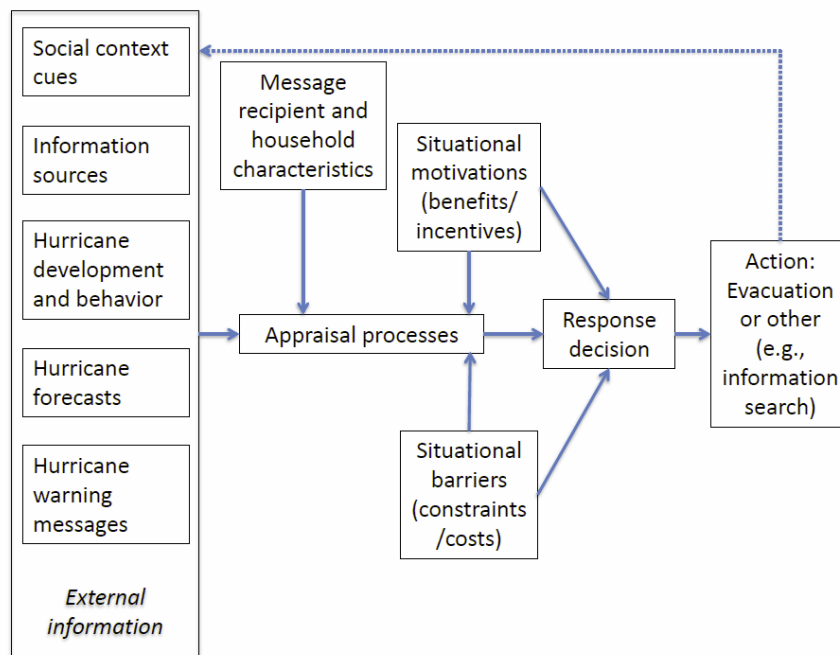 Social context
cues
Information
sources
Hurricane
development
and behavior
Hurricane
forecasts
Hurricane
warning
messages
External
information
Message
recipient and
household
characteristics
Situational
motivations
(benefits/
incentives)
Appraisal processes
Situational
barriers
(constraints
/costs)
Response
decision
Action:
Evacuation
or other
(e.g.,
information
search)